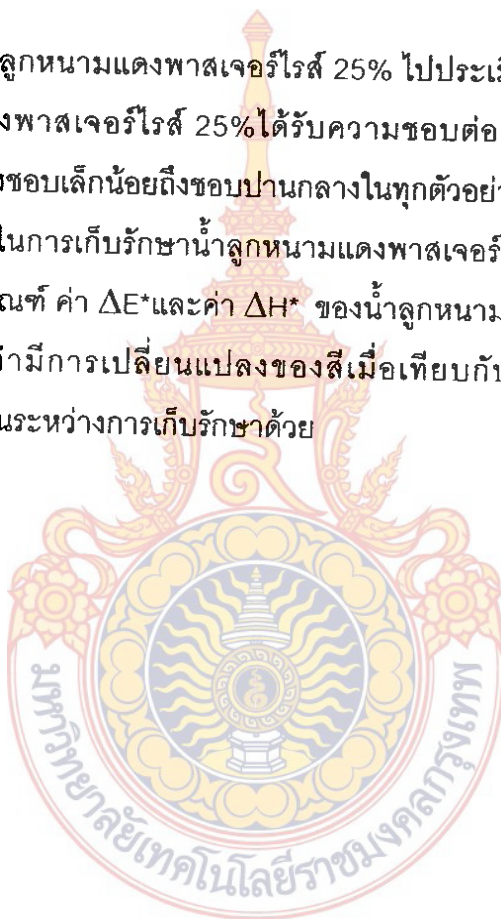 ลูกหนามแดงพาสเจอร์ไรส์ 25% ไปประเมิ
งพาสเจอร์ไรส์ 25%ได้รับความชอบต่อ
งชอบเล็กน้อยถึงชอบปานกลางในทุกตัวอย่า
ในการเก็บรักษาน้ำลูกหนามแดงพาสเจอร์
ณฑ์ ค่า ΔE*และค่า ΔH* ของน้ำลูกหนาม
ว่ามีการเปลี่ยนแปลงของสีเมื่อเทียบกับ
นระหว่างการเก็บรักษาด้วย
มหาวิทยาลัยเทคโนโลยีราชมงคลกรุงเทพ